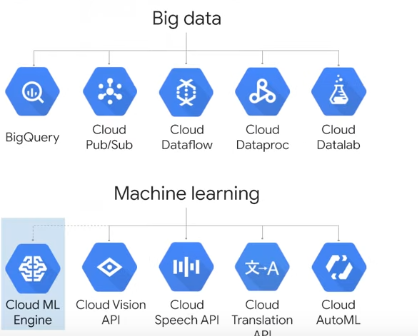 Big data
BigQuery
Cloud
Pub/Sub
Cloud
Dataflow
Cloud
Dataproc
Cloud
Datalab
Machine learning
文→A
Cloud ML
Engine
Cloud Vision
API
Cloud
Speech API
Cloud
Translation
API
Cloud
AutoML